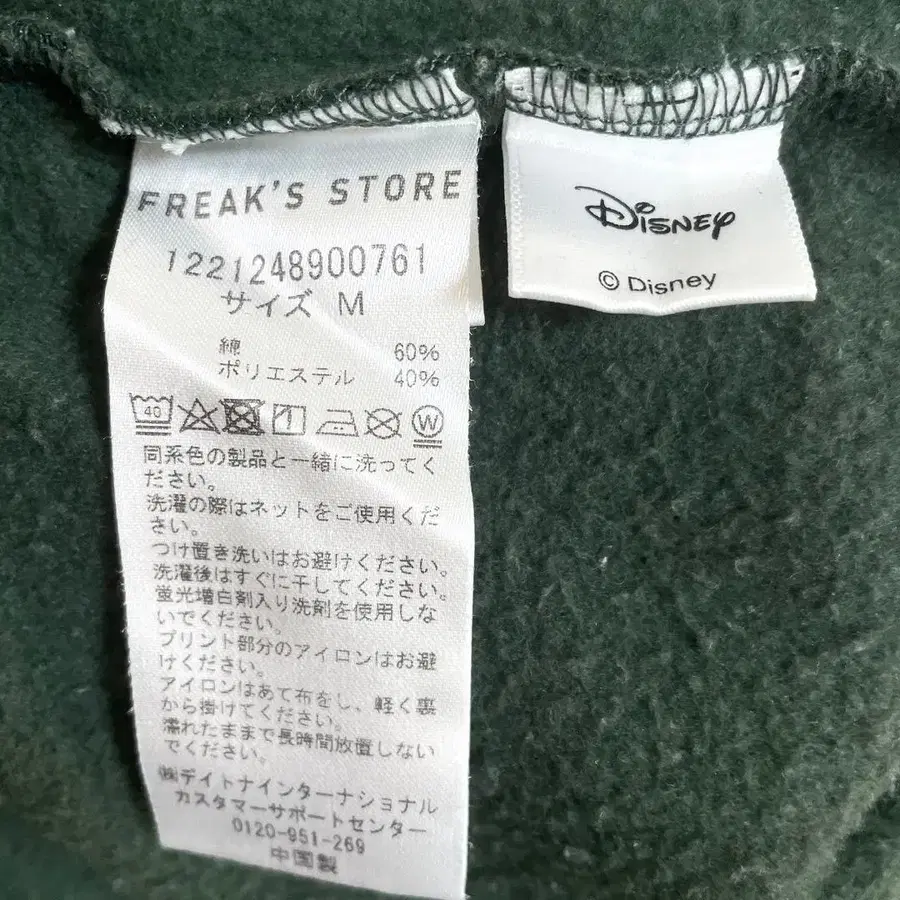 FREAK'S STORE
1221248900761
サイズ M
綿 60%
ポリエステル 40%
40
W
同系色の製品と一緒に洗ってく
ださい。
洗濯の際はネットをご使用くだ
さい。
つけ置き洗いはお避けください。
洗濯後はすぐに干してください。
蛍光増白剤入り洗剤を使用しな
いでください。
プリント部分のアイロンはお避
けください。
アイロンはあて布をし、軽く裏
から掛けてください。
濡れたままで長時間放置しない
でください。
㈱デイトナインターナショナル
カスタマーサポートセンター
0120-951-269
中国製
Disney
© Disney